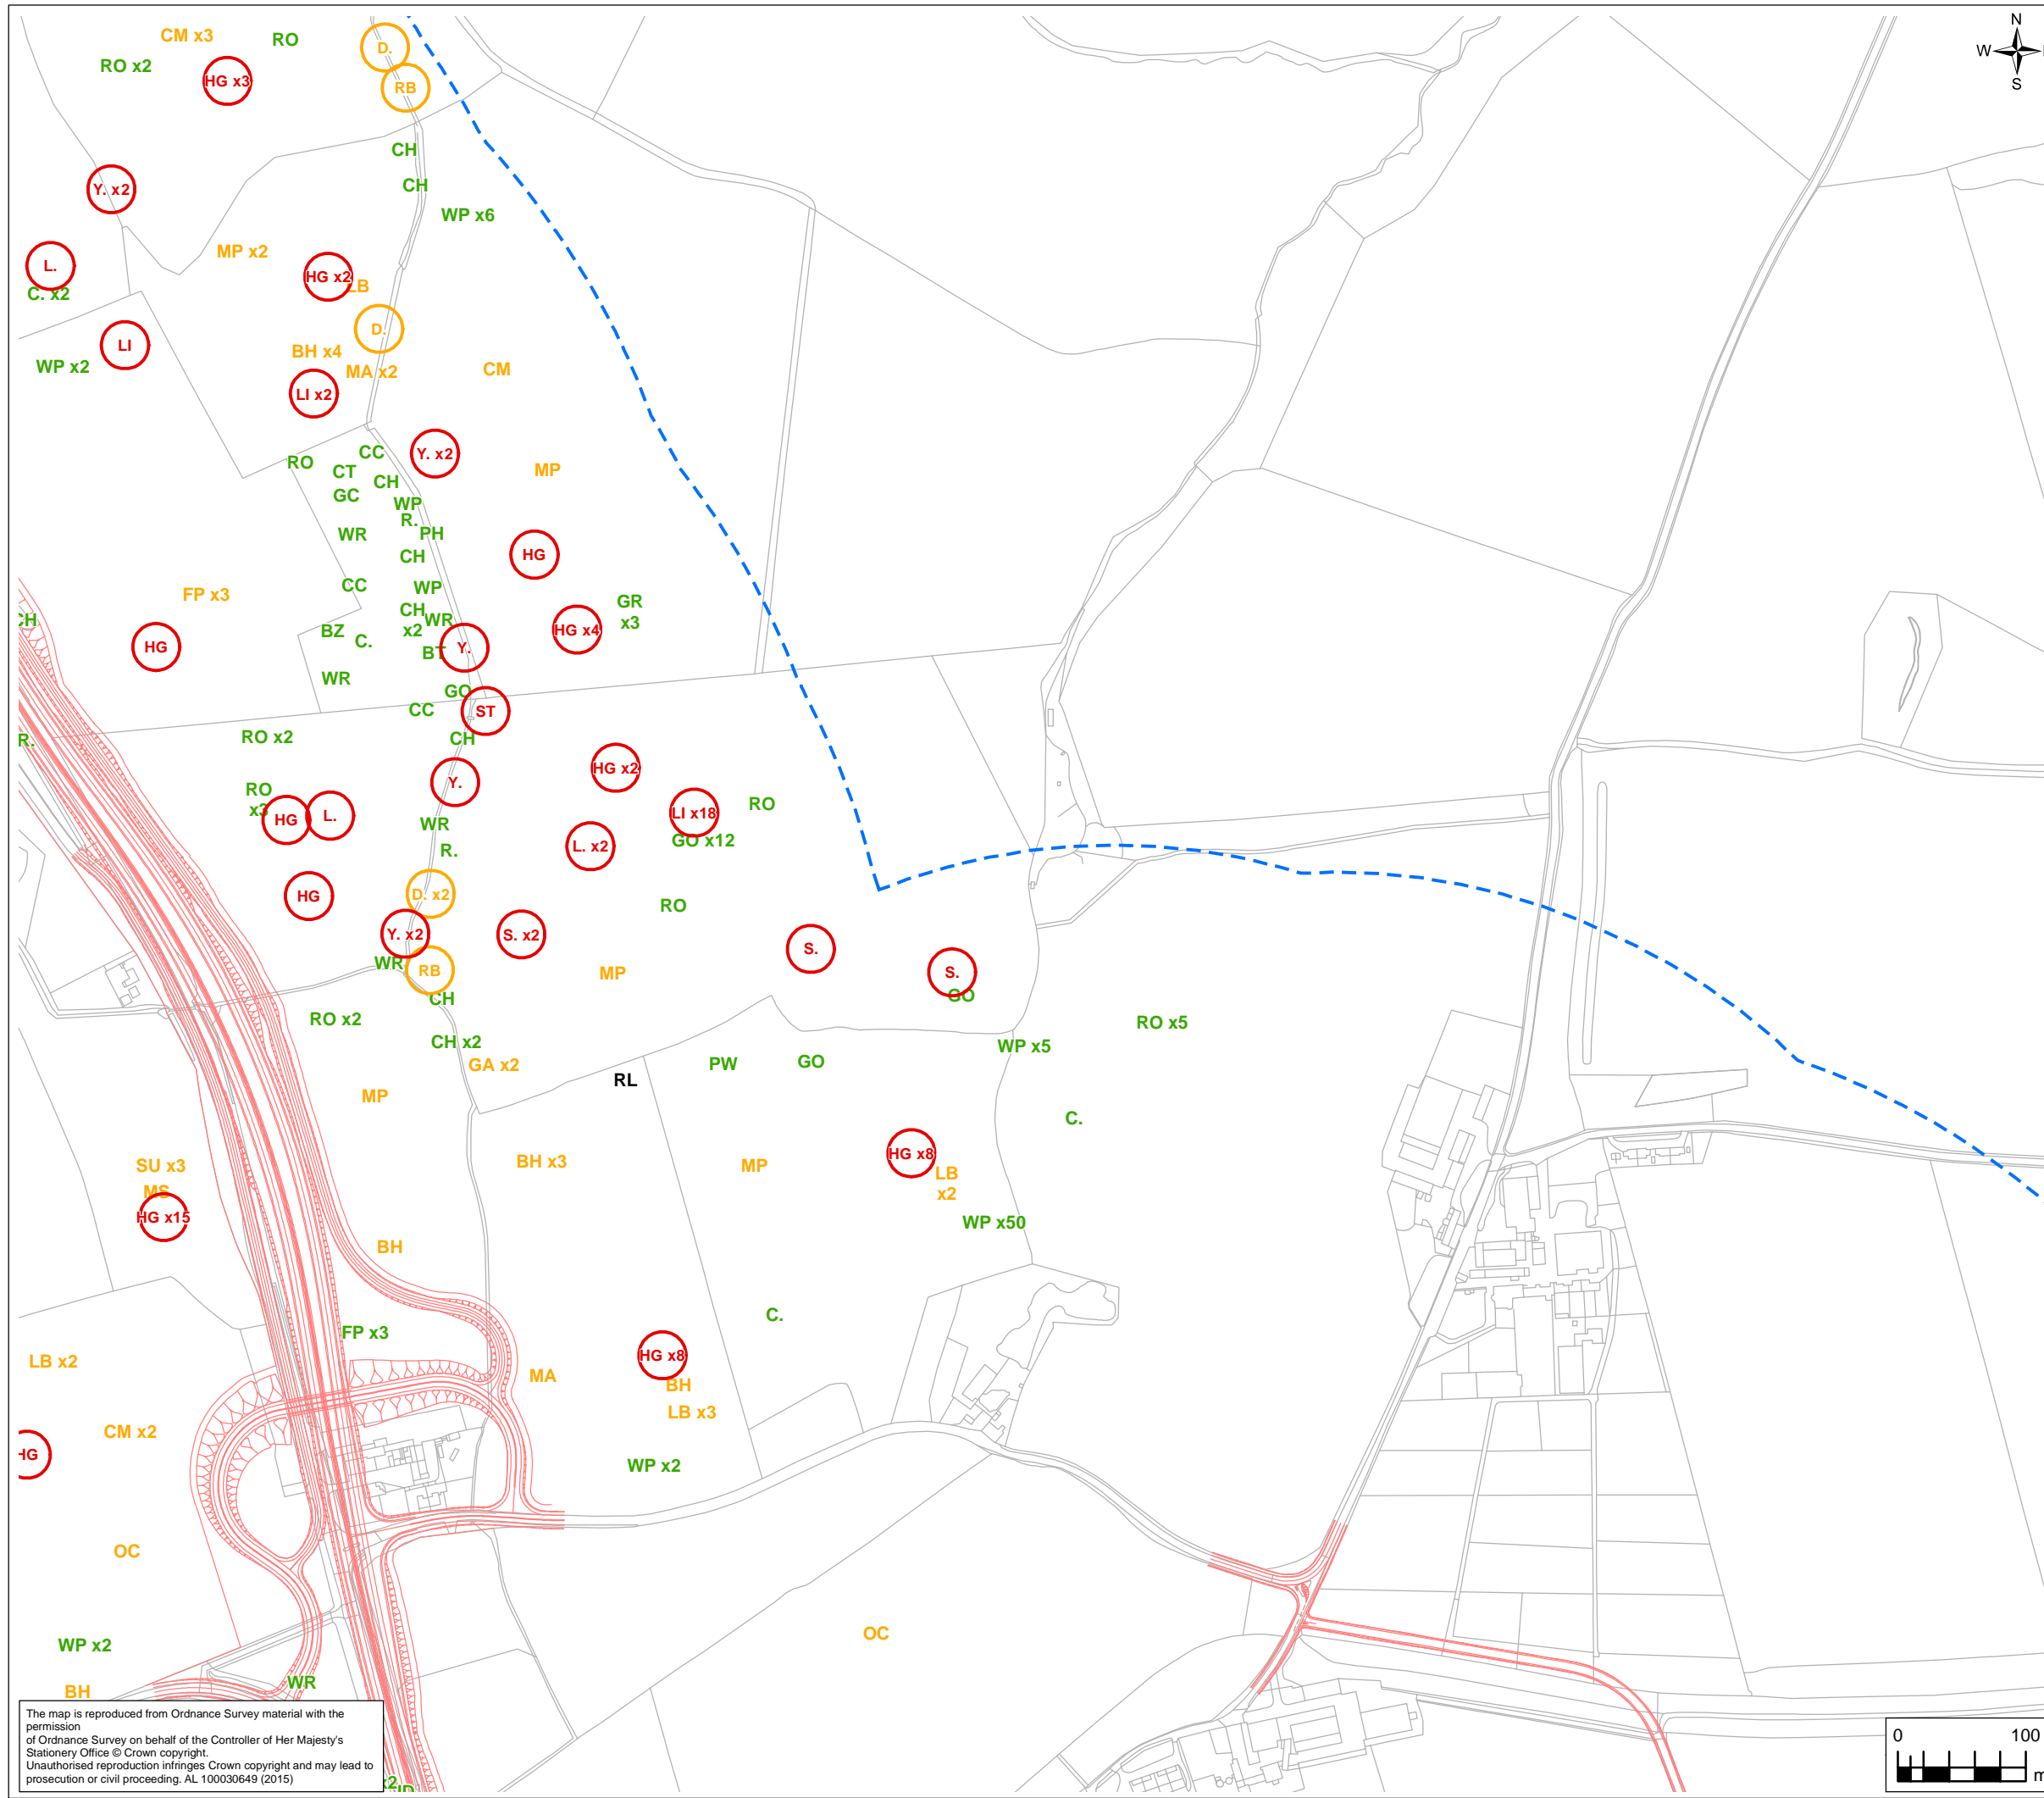 CM x3
RO
D.
N
W
S
RO x2
HG x3
RB
CH
CH
Y. x2
WP x6
MP x2
L.
HG x2
LB
C. x2
D.
LI
BH x4
WP x2
MA x2
CM
LI x2
CC
Y. x2
RO
CT
MP
CH
GC
WP
R.
WR
PH
CH
HG
CC
WP
FP x3
GR
x3
CH
CH
x2
WR
HG x4
BZ
C.
HG
BT
Y.
WR
GO
CC
ST
RO x2
CH
R.
HG x2
Y.
RO
x3
RO
HG
L.
LI x18
WR
GO x12
R.
L. x2
HG
D. x2
RO
Y. x2
S. x2
S.
WR
RB
MP
S.
GO
CH
RO x2
RO x5
CH x2
WP x5
GA x2
PW
GO
RL
MP
C.
SU x3
BH x3
MP
HG x8
LB
x2
MS
HG x15
WP x50
BH
C.
FP x3
LB x2
HG x8
MA
BH
LB x3
CM x2
HG
WP x2
OC
OC
WP x2
WR
BH
The map is reproduced from Ordnance Survey material with the
permission
of Ordnance Survey on behalf of the Controller of Her Majesty's
Stationery Office © Crown copyright.
Unauthorised reproduction infringes Crown copyright and may lead to
prosecution or civil proceeding. AL 100030649 (2015)
x2
0
100
m